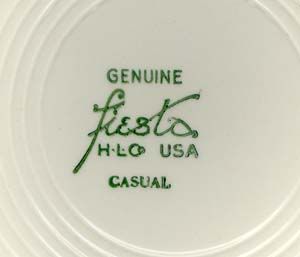 GENUINE
fiesta
H·L·Co USA
CASUAL